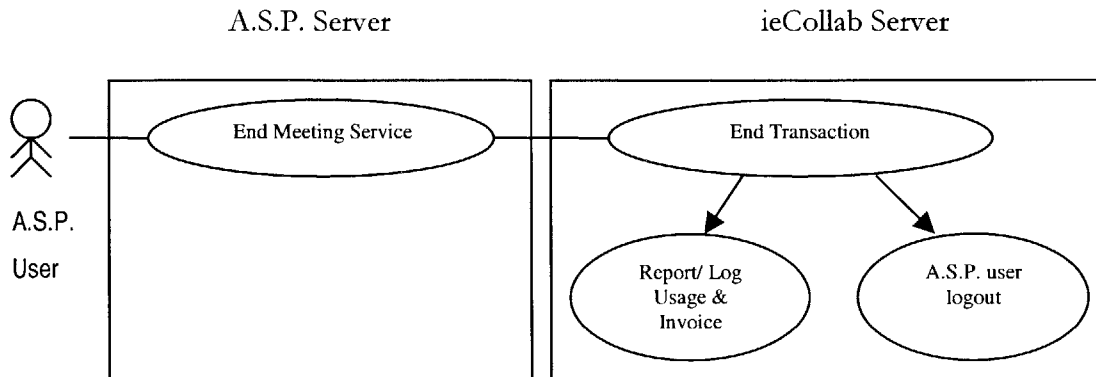 A.S.P. Server
ieCollab Server
End Meeting Service
End Transaction
A.S.P.
User
Report/ Log
Usage &
Invoice
A.S.P. user
logout